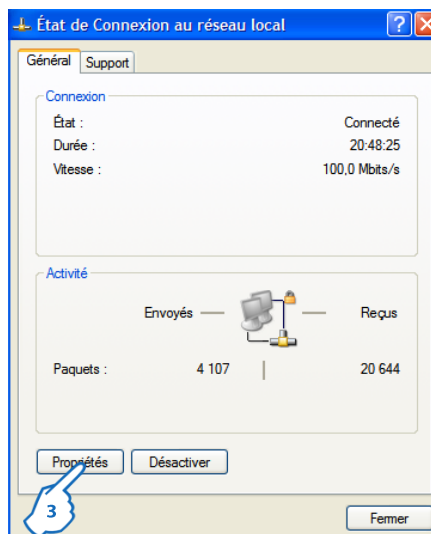 État de Connexion au réseau local
Général Support
Connexion
État : Connecté
Durée : 20:48:25
Vitesse : 100,0 Mbits/s
Activité
Envoyés Reçus
Paquets : 4 107 20 644
Propriétés Désactiver
3
Fermer